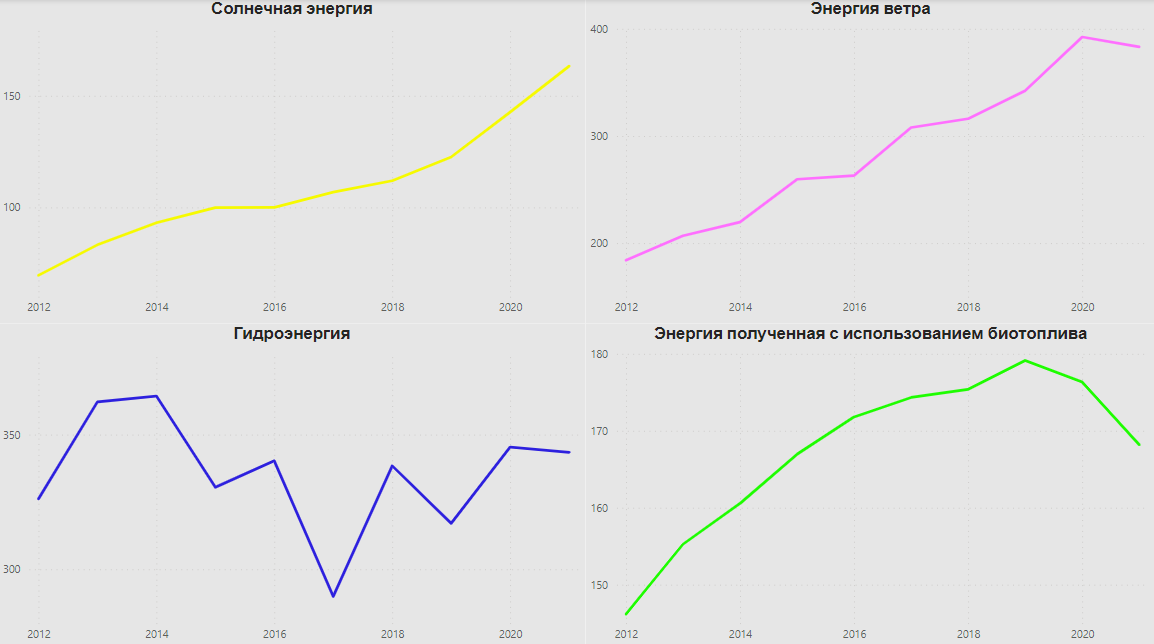 Солнечная энергия
150
100
2012 2014 2016 2018 2020
Энергия ветра
400
300
200
2012 2014 2016 2018 2020
Гидроэнергия
350
300
2012 2014 2016 2018 2020
Энергия полученная с использованием биотоплива
180
170
160
150
2012 2014 2016 2018 2020